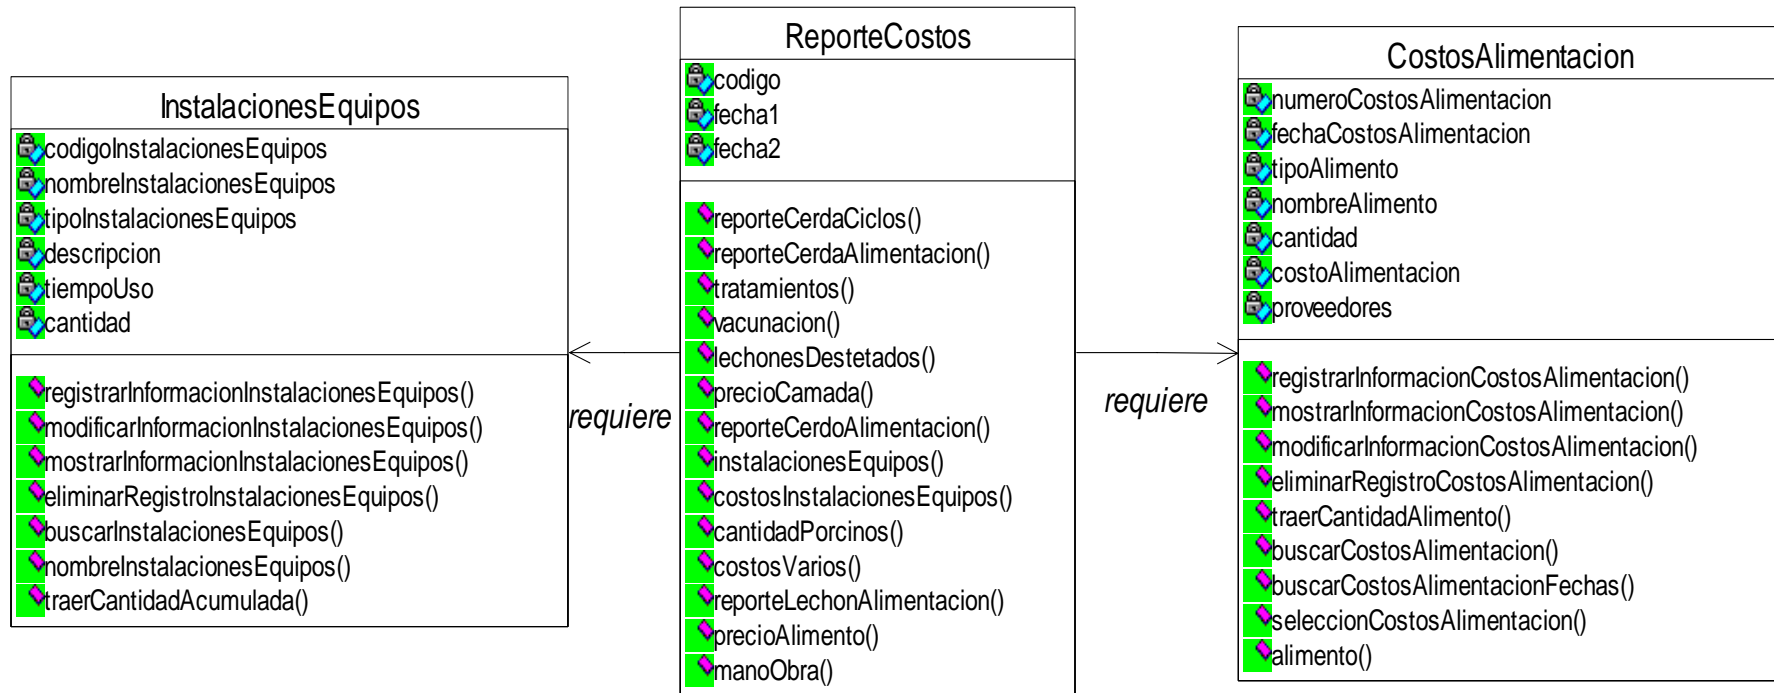 InstalacionesEquipos
codigoInstalacionesEquipos
nombreInstalacionesEquipos
tipoInstalacionesEquipos
descripcion
tiempoUso
cantidad
registrarInformacionInstalacionesEquipos()
modificarInformacionInstalacionesEquipos()
mostrarInformacionInstalacionesEquipos()
eliminarRegistroInstalacionesEquipos()
buscarInstalacionesEquipos()
nombreInstalacionesEquipos()
traerCantidadAcumulada()
requiere
ReporteCostos
codigo
fecha1
fecha2
reporteCerdaCiclos()
reporteCerdaAlimentacion()
tratamientos()
vacunacion()
lechonesDestetados()
precioCamada()
reporteCerdoAlimentacion()
instalacionesEquipos()
costosInstalacionesEquipos()
cantidadPorcinos()
costosVarios()
reporteLechonAlimentacion()
precioAlimento()
manoObra()
requiere
CostosAlimentacion
numeroCostosAlimentacion
fechaCostosAlimentacion
tipoAlimento
nombreAlimento
cantidad
costoAlimentacion
proveedores
registrarInformacionCostosAlimentacion()
mostrarInformacionCostosAlimentacion()
modificarInformacionCostosAlimentacion()
eliminarRegistroCostosAlimentacion()
traerCantidadAlimento()
buscarCostosAlimentacion()
buscarCostosAlimentacionFechas()
seleccionCostosAlimentacion()
alimento()